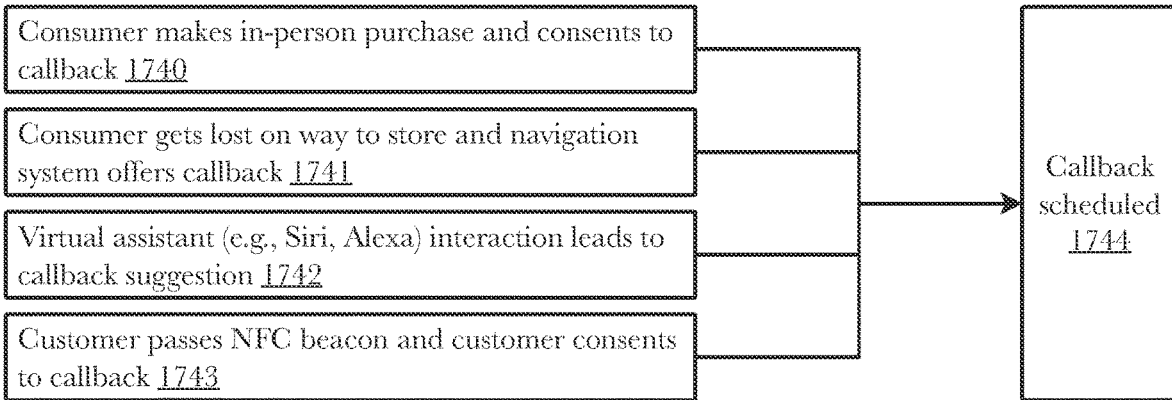 Consumer makes in-person purchase and consents to
callback 1740
Consumer gets lost on way to store and navigation
system offers callback 1741
Virtual assistant (e.g., Siri, Alexa) interaction leads to
callback suggestion 1742
Customer passes NFC beacon and customer consents
to callback 1743
Callback
scheduled
1744